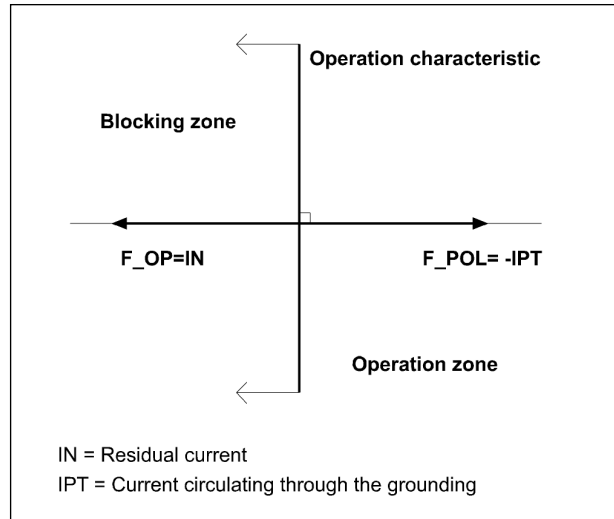 Operation characteristic
Blocking zone
F_OP=IN
F_POL= -IPT
Operation zone
IN = Residual current
IPT = Current circulating through the grounding